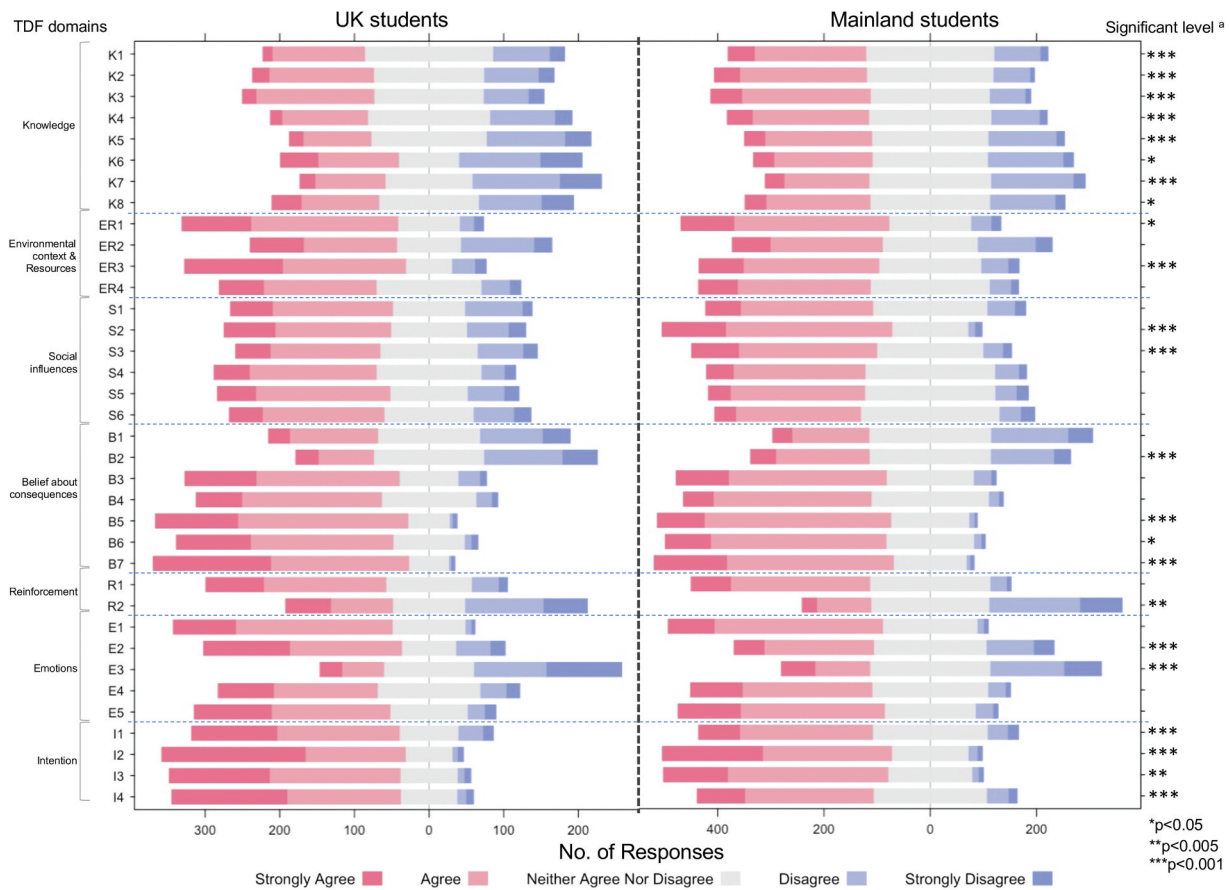 UK students
Mainland students
TDF domains
Significant level a
K1 ***
K2 ***
K3 ***
Knowledge
K4 ***
K5 ***
K6 *
K7 ***
K8 *
Environmental
context &
Resources
ER1 *
ER2
ER3 ***
ER4
Social
influences
S1
S2 ***
S3 ***
S4
S5
S6
Belief about
consequences
B1
B2 ***
B3
B4
B5 ***
B6 *
B7 ***
Reinforcement
R1
R2 **
Emotions
E1
E2 ***
E3 ***
E4
E5
Intention
I1 ***
I2 ***
I3 **
I4 ***
300 200 100 0 100 200 400 200 0 200
No. of Responses
*p<0.05
**p<0.005
***p<0.001
Strongly Agree Agree Neither Agree Nor Disagree Disagree Strongly Disagree